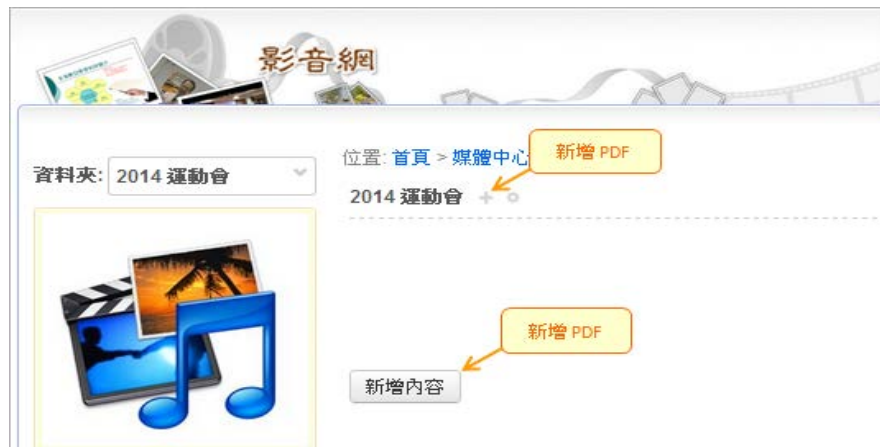 影音網
資料夾: 2014 運動會
位置: 首頁 > 媒體中心
新增 PDF
2014 運動會
新增 PDF
新增內容